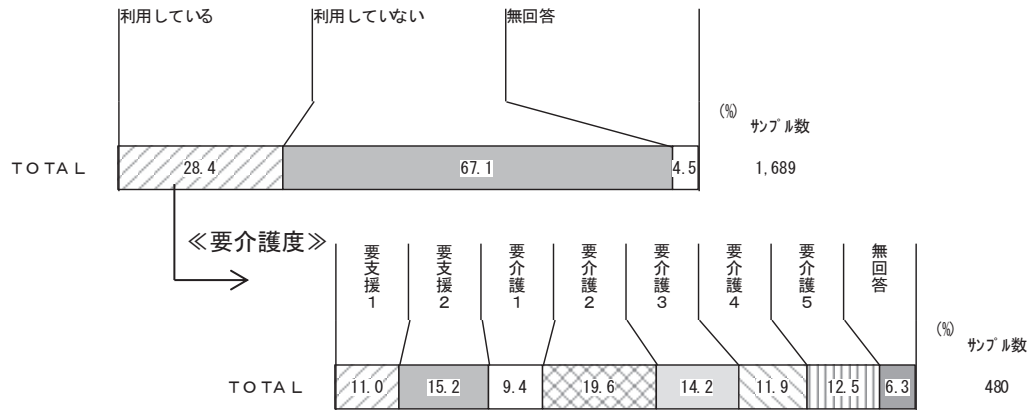 利用している 利用していない 無回答
(%)
サンプル数
ＴＯＴＡＬ 28.4 67.1 4.5 1,689
≪要介護度≫
要支援１ 要支援２ 要介護１ 要介護２ 要介護３ 要介護４ 要介護５ 無回答
(%)
サンプル数
ＴＯＴＡＬ 11.0 15.2 9.4 19.6 14.2 11.9 12.5 6.3 480